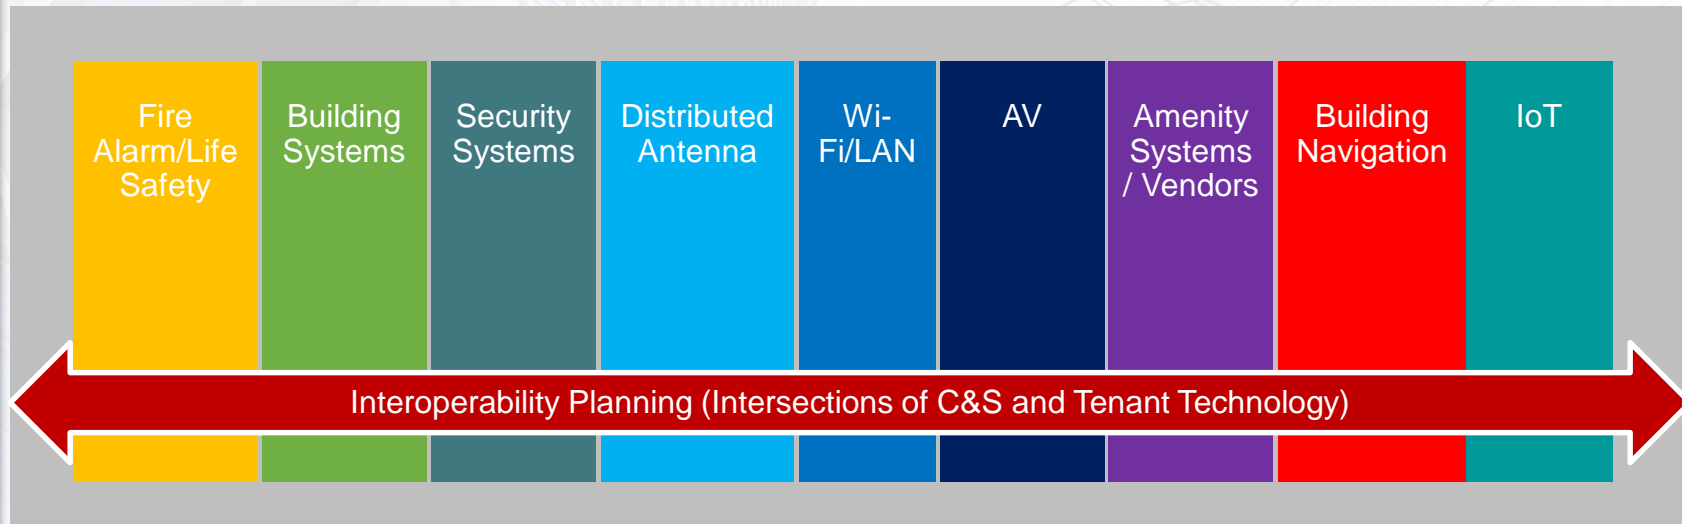 Fire
Alarm/Life
Safety
Building
Systems
Security
Systems
Distributed
Antenna
Wi-
Fi/LAN
AV
Amenity
Systems
/ Vendors
Building
Navigation
IoT
Interoperability Planning (Intersections of C&S and Tenant Technology)